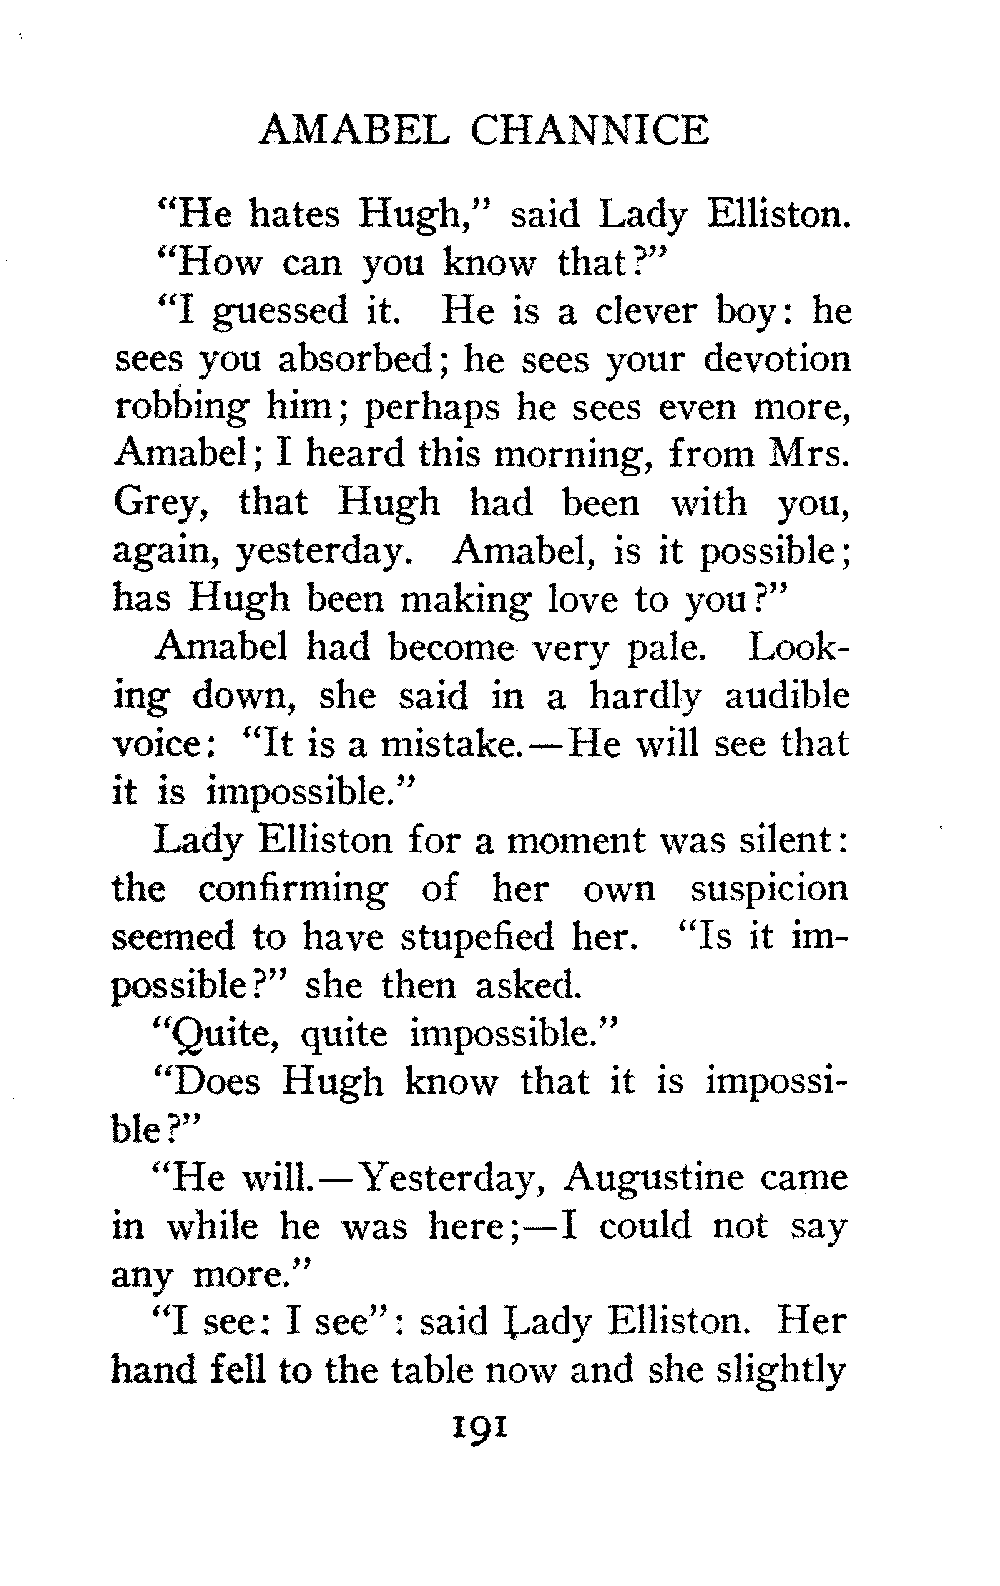 AMABEL CHANNICE
“He hates Hugh,” said Lady Elliston.
“How can you know that?”
“I guessed it. He is a clever boy: he
sees you absorbed; he sees your devotion
robbing him; perhaps he sees even more,
Amabel; I heard this morning, from Mrs.
Grey, that Hugh had been with you,
again, yesterday. Amabel, is it possible;
has Hugh been making love to you?”
Amabel had become very pale. Look-
ing down, she said in a hardly audible
voice: “It is a mistake.—He will see that
it is impossible.”
Lady Elliston for a moment was silent:
the confirming of her own suspicion
seemed to have stupefied her. “Is it im-
possible?” she then asked.
“Quite, quite impossible.”
“Does Hugh know that it is impossi-
ble?”
“He will.—Yesterday, Augustine came
in while he was here;—I could not say
any more.”
“I see: I see”: said Lady Elliston. Her
hand fell to the table now and she slightly
191